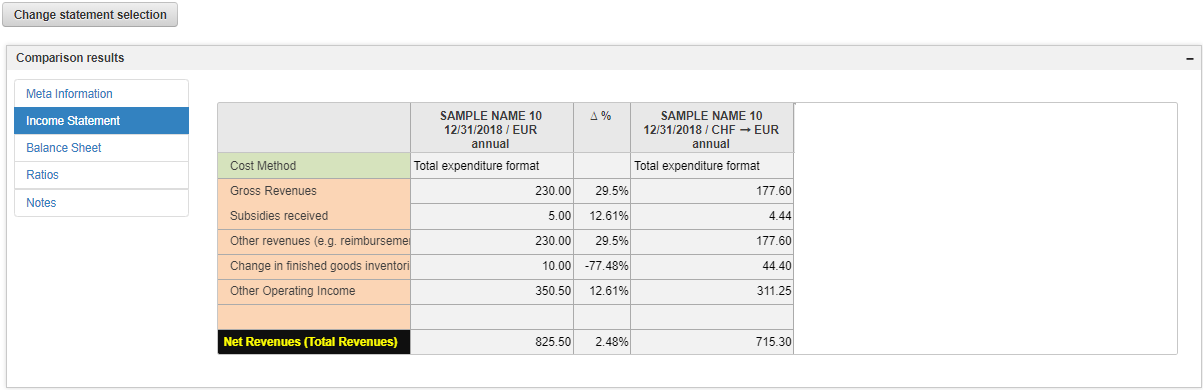 Change statement selection
Comparison results
Meta Information
Income Statement
Balance Sheet
Ratios
Notes
SAMPLE NAME 10
12/31/2018 / EUR
annual
Δ %
SAMPLE NAME 10
12/31/2018 / CHF → EUR
annual
Cost Method Total expenditure format Total expenditure format
Gross Revenues 230.00 29.5% 177.60
Subsidies received 5.00 12.61% 4.44
Other revenues (e.g. reimburseme 230.00 29.5% 177.60
Change in finished goods inventori 10.00 -77.48% 44.40
Other Operating Income 350.50 12.61% 311.25
Net Revenues (Total Revenues) 825.50 2.48% 715.30